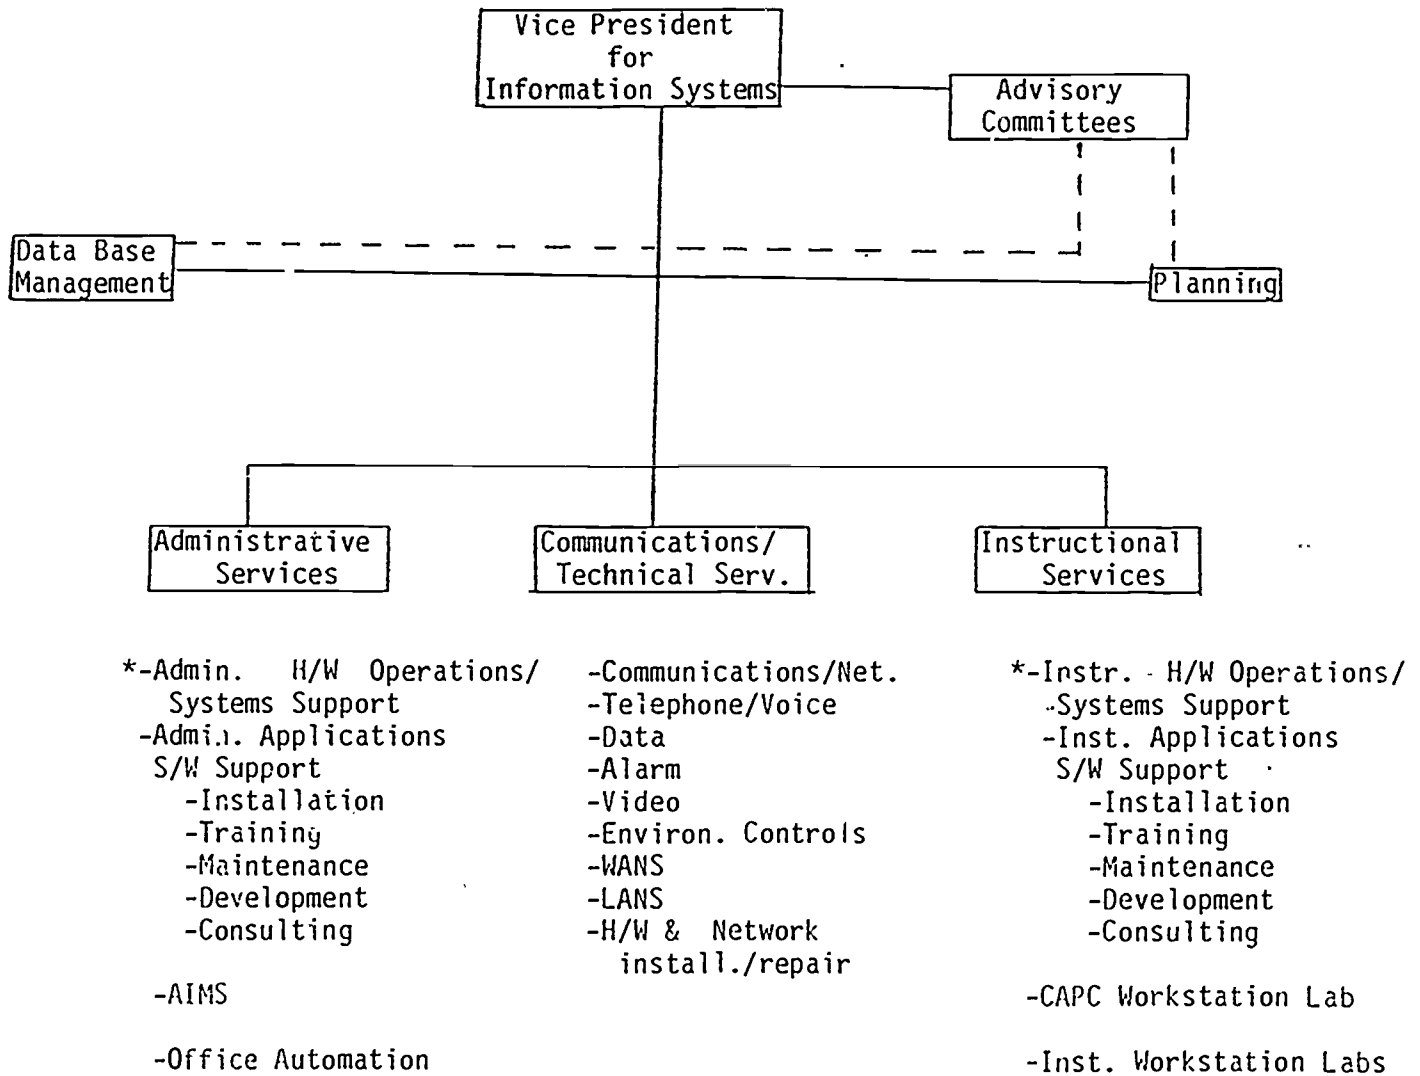 Vice President
for
Information Systems
Advisory
Committees
Data Base
Management
Planning
Administrative
Services
Communications/
Technical Serv.
Instructional
Services
*-Admin. H/W Operations/
Systems Support
-Admin. Applications
S/W Support
-Installation
-Training
-Maintenance
-Development
-Consulting
-AIMS
-Office Automation
-Communications/Net.
-Telephone/Voice
-Data
-Alarm
-Video
-Environ. Controls
-WANS
-LANS
-H/W & Network
install./repair
*-Instr. H/W Operations/
Systems Support
-Inst. Applications
S/W Support
-Installation
-Training
-Maintenance
-Development
-Consulting
-CAPC Workstation Lab
-Inst. Workstation Labs